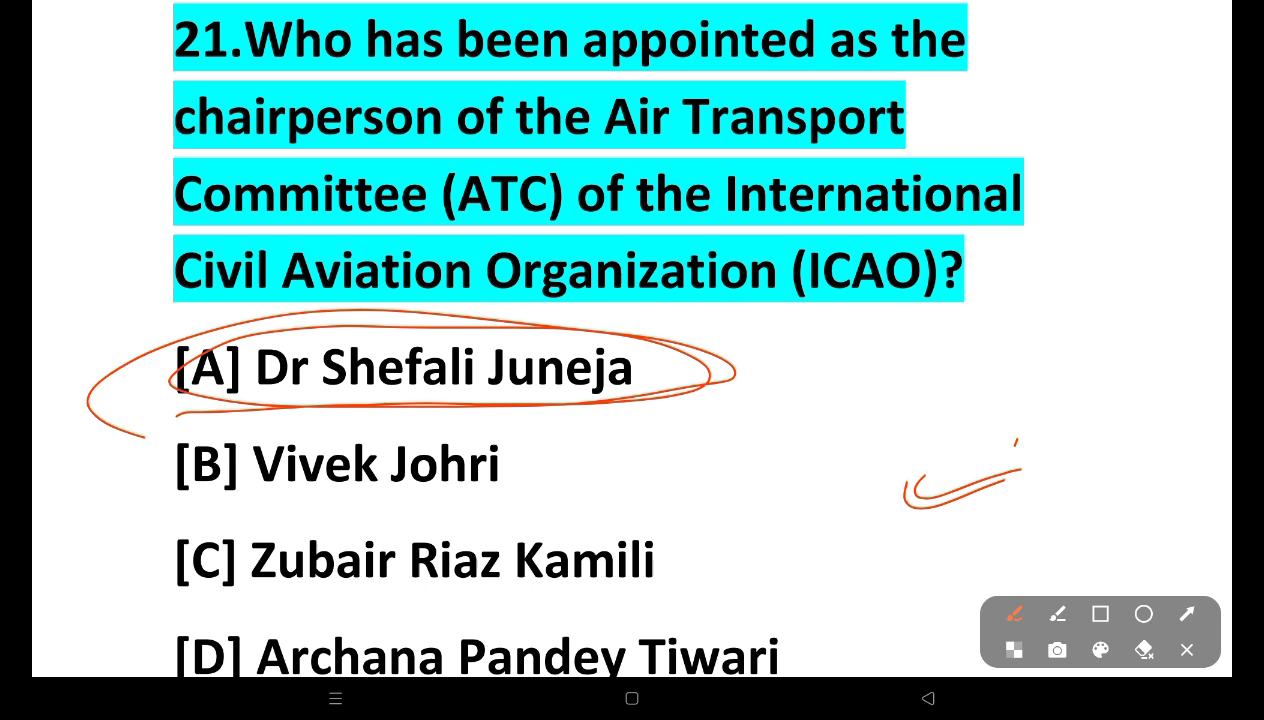 21.Who has been appointed as the
chairperson of the Air Transport
Committee (ATC) of the International
Civil Aviation Organization (ICAO)?
[A] Dr Shefali Juneja
[B] Vivek Johri
[C] Zubair Riaz Kamili
[D] Archana Pandey Tiwari